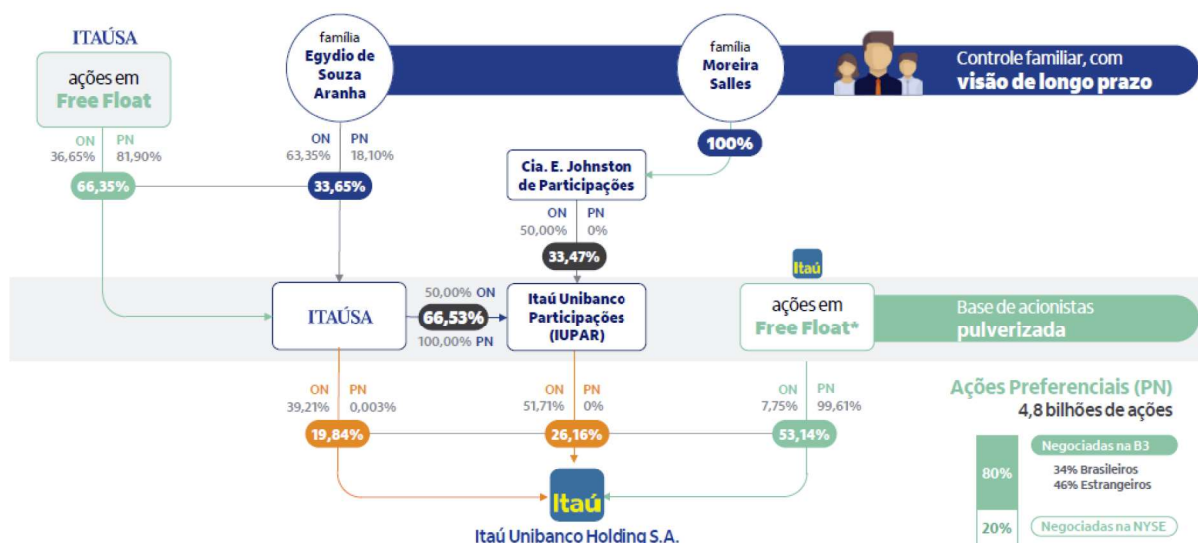 ITAÚSA
ações em
Free Float
família
Egydio de
Souza
Aranha
família
Moreira
Salles
Controle familiar, com
visão de longo prazo
ON PN
36,65% 81,90%
66,35%
ON PN
63,35% 18,10%
33,65%
100%
Cia. E. Johnston
de Participações
ON PN
50,00% 0%
33,47%
Itaú
ITAÚSA
50,00% ON
66,53%
100,00% PN
Itaú Unibanco
Participações
(IUPAR)
ações em
Free Float*
Base de acionistas
pulverizada
ON PN
39,21% 0,003%
19,84%
ON PN
51,71% 0%
26,16%
ON PN
7,75% 99,61%
53,14%
Itaú
Itaú Unibanco Holding S.A.
Ações Preferenciais (PN)
4,8 bilhões de ações
80%
Negociadas na B3
34% Brasileiros
46% Estrangeiros
20%
Negociadas na NYSE